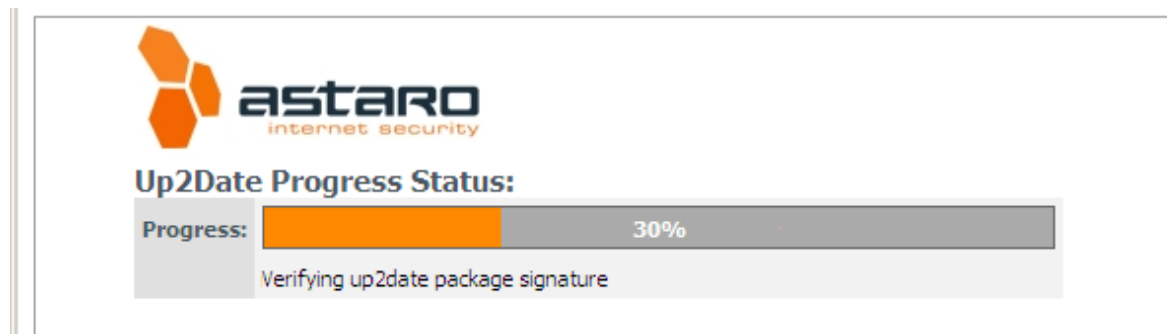 astaro
internet security
Up2Date Progress Status:
Progress: 30%
Verifying up2date package signature